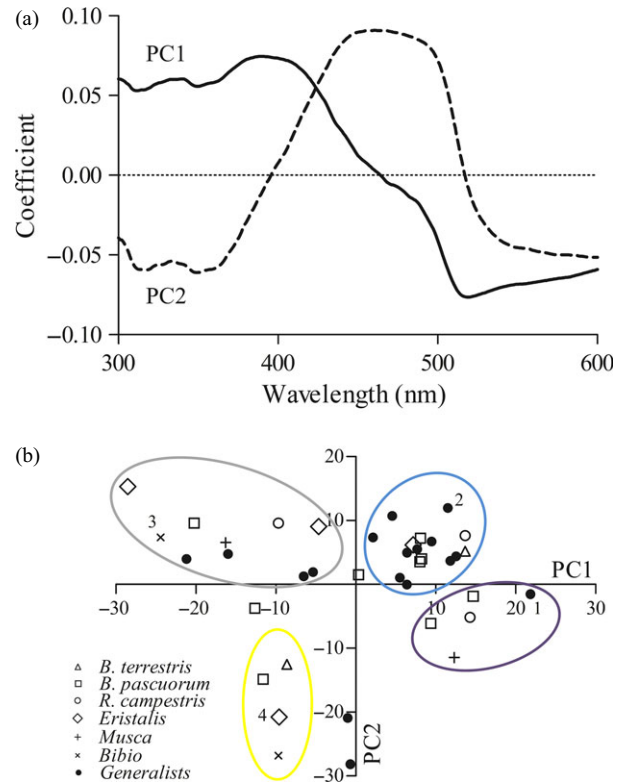 (a)
0.10
PC1
0.05
Coefficient
0.00
−0.05
PC2
−0.10
300
400
500
600
Wavelength (nm)
(b)
20
2
3
10
PC1
−30
−20
−10
10
20
1
30
−10
B. terrestris
B. pascuorum
R. campestris
4
−20
Eristalis
Musca
PC2
Bibio
Generalists
−30